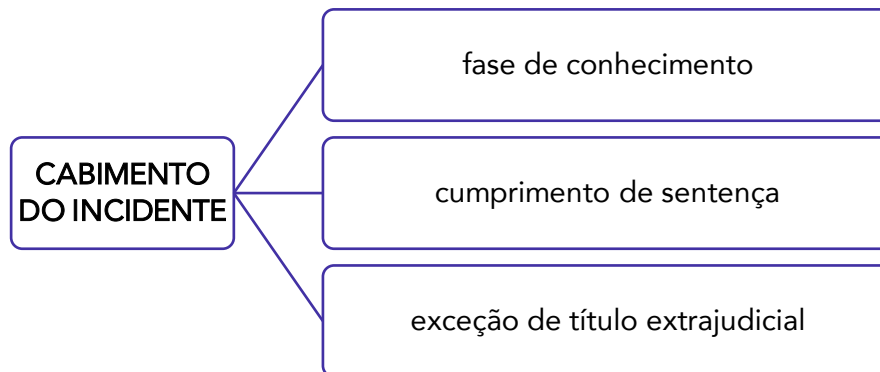 CABIMENTO
DO INCIDENTE
fase de conhecimento
cumprimento de sentença
exceção de título extrajudicial